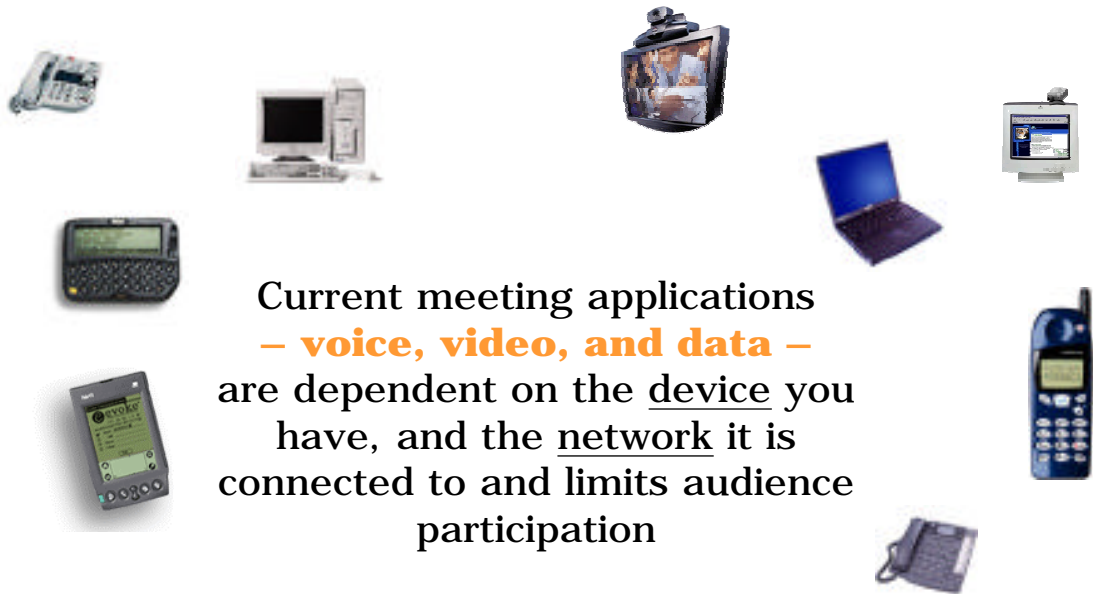 Current meeting applications
– voice, video, and data –
are dependent on the device you
have, and the network it is
connected to and limits audience
participation
evoke